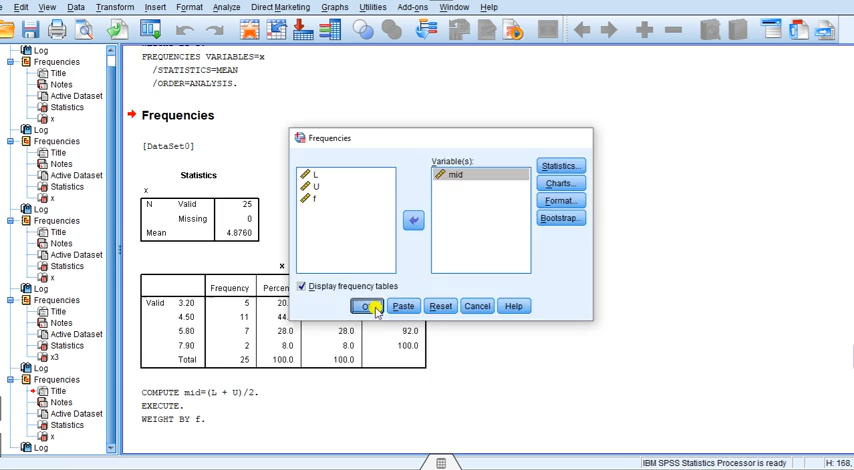 Edit View Data Transform Insert Format Analyze Direct Marketing Graphs Utilities Add-ons Window Help
Log
Frequencies
Title
Notes
Active Dataset
Statistics
x
Log
Frequencies
Title
Notes
Active Dataset
Statistics
x
Log
Frequencies
Title
Notes
Active Dataset
Statistics
x
Log
Frequencies
Title
Notes
Active Dataset
Statistics
x3
Log
Frequencies
Title
Notes
Active Dataset
Statistics
x
Log
FREQUENCIES VARIABLES=x
/STATISTICS=MEAN
/ORDER=ANALYSIS.
Frequencies
[DataSet0]
Statistics
x
N Valid 25
Missing 0
Mean 4.8760
x
Frequency Percen
Valid 3.20 5 20.
4.50 11 44.
5.80 7 28.0 28.0 92.0
7.90 2 8.0 8.0 100.0
Total 25 100.0 100.0
COMPUTE mid=(L + U)/2.
EXECUTE.
WEIGHT BY f.
Frequencies
Variable(s):
L
U
f
mid
Statistics...
Charts...
Format...
Bootstrap...
Display frequency tables
Paste Reset Cancel Help
IBM SPSS Statistics Processor is ready H: 168,